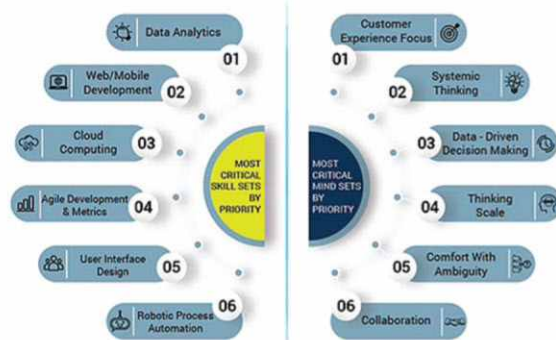 Data Analytics
01
Web/Mobile
Development
02
Cloud
Computing
03
Agile Development
& Metrics
04
User Interface
Design
05
Robotic Process
Automation
06
MOST
CRITICAL
SKILL SETS
BY
PRIORITY
Customer
Experience Focus
01
Systemic
Thinking
02
Data - Driven
Decision Making
03
Thinking
Scale
04
Comfort With
Ambiguity
05
Collaboration
06
MOST
CRITICAL
MIND SETS
BY
PRIORITY